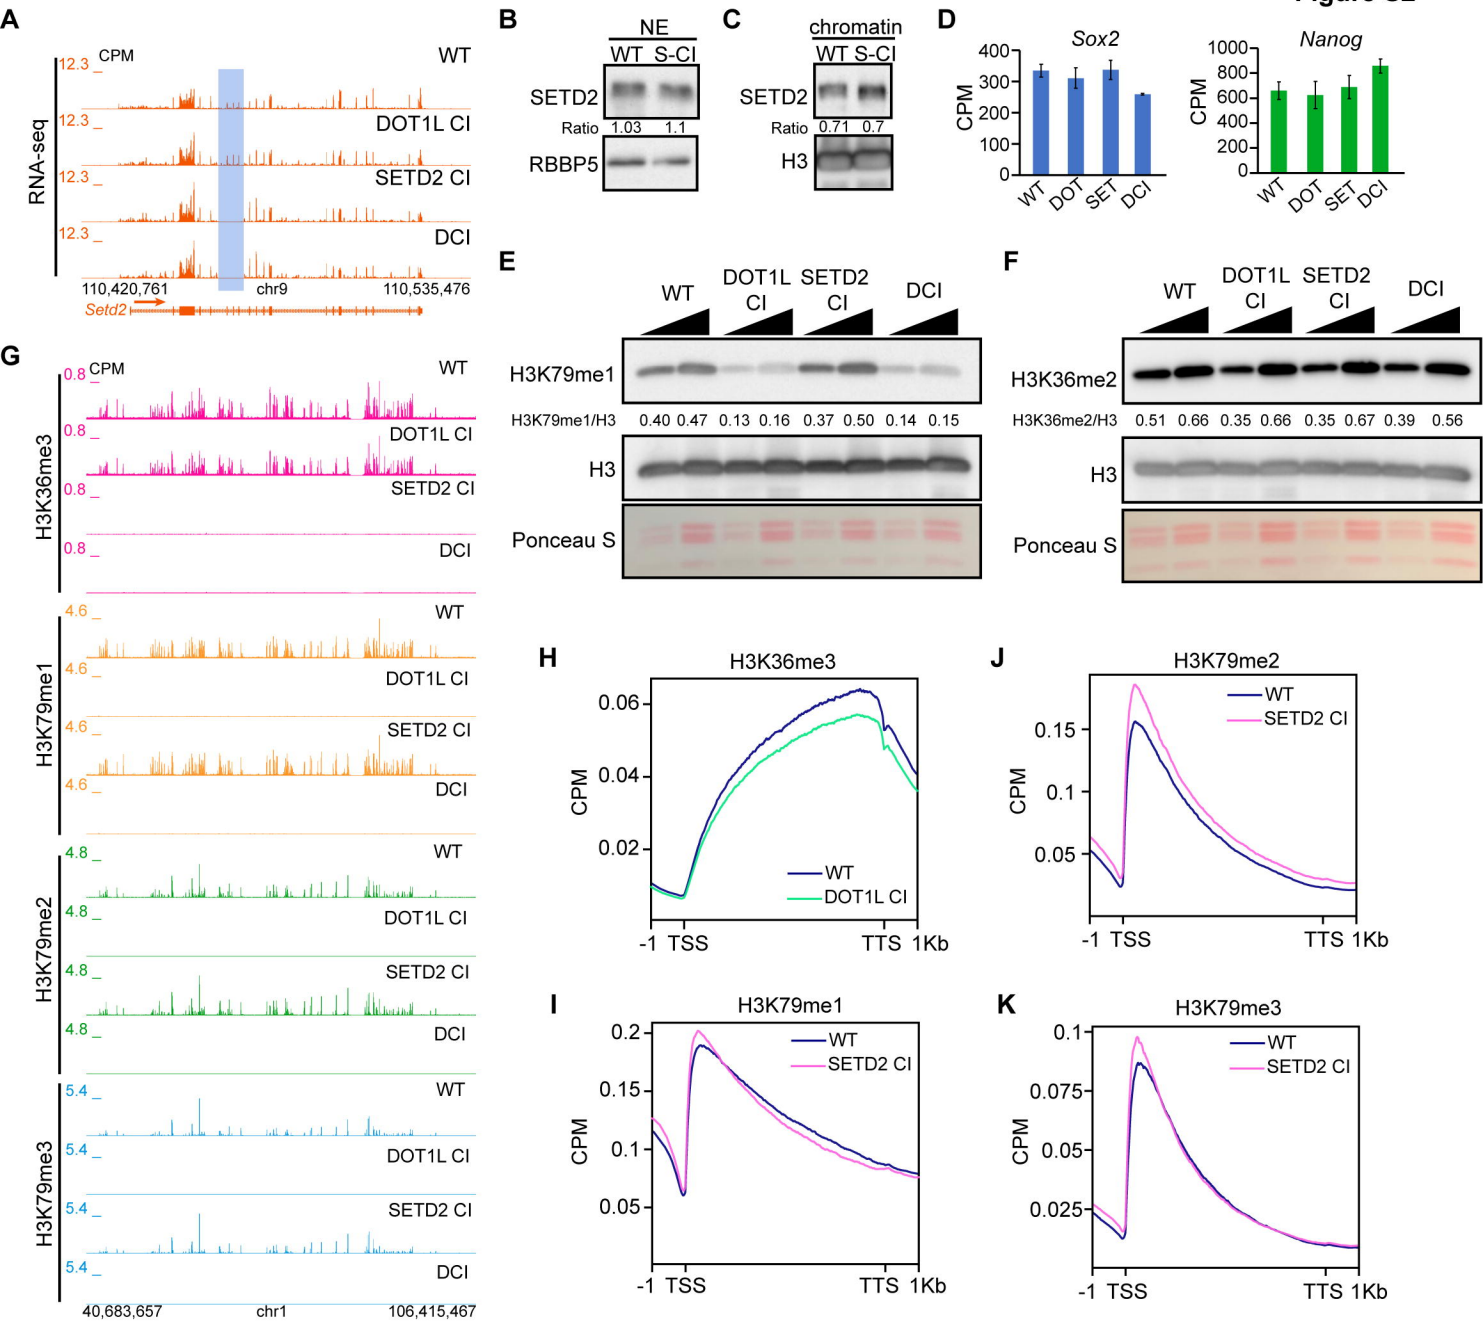 A
RNA-seq
CPM
12.3
WT
12.3
DOT1L CI
12.3
SETD2 CI
12.3
DCI
110,420,761
chr9
110,535,476
Setd2
B
NE
WT S-CI
SETD2
Ratio 1.03 1.1
RBBP5
C
chromatin
WT S-CI
SETD2
Ratio 0.71 0.7
H3
D
Sox2
CPM
400
300
200
100
0
WT
DOT
SET
DCI
Nanog
CPM
1000
800
600
400
200
0
WT
DOT
SET
DCI
E
WT
DOT1L CI
SETD2 CI
DCI
H3K79me1
H3K79me1/H3 0.40 0.47 0.13 0.16 0.37 0.50 0.14 0.15
H3
Ponceau S
F
WT
DOT1L CI
SETD2 CI
DCI
H3K36me2
H3K36me2/H3 0.51 0.66 0.35 0.66 0.35 0.67 0.39 0.56
H3
Ponceau S
G
H3K36me3
CPM
0.8
WT
0.8
DOT1L CI
0.8
SETD2 CI
0.8
DCI
H3K79me1
4.6
WT
4.6
DOT1L CI
4.6
SETD2 CI
4.6
DCI
H3K79me2
4.8
WT
4.8
DOT1L CI
4.8
SETD2 CI
4.8
DCI
H3K79me3
5.4
WT
5.4
DOT1L CI
5.4
SETD2 CI
5.4
DCI
40,683,657
chr1
106,415,467
H
H3K36me3
CPM
0.06
0.04
0.02
WT
DOT1L CI
-1 TSS TTS 1Kb
I
H3K79me1
CPM
0.2
0.15
0.1
0.05
WT
SETD2 CI
-1 TSS TTS 1Kb
J
H3K79me2
CPM
0.15
0.1
0.05
WT
SETD2 CI
-1 TSS TTS 1Kb
K
H3K79me3
CPM
0.1
0.075
0.05
0.025
WT
SETD2 CI
-1 TSS TTS 1Kb